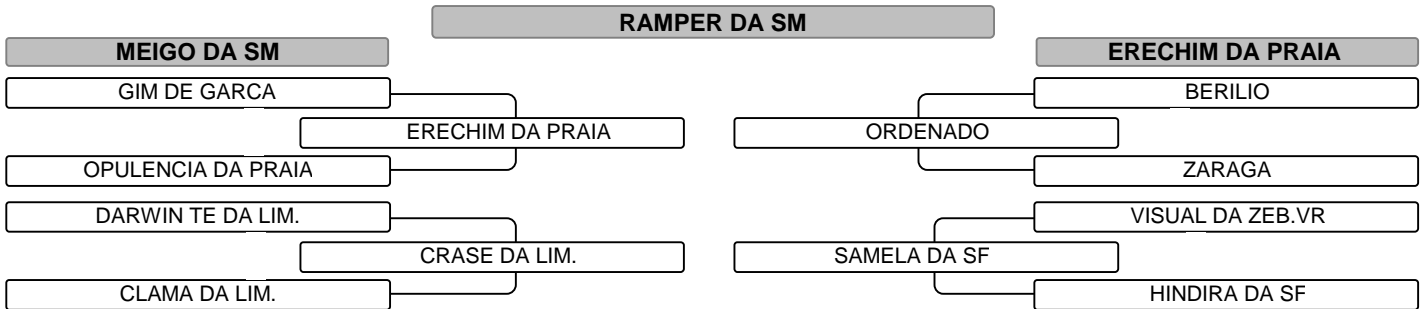 RAMPER DA SM
MEIGO DA SM
ERECHIM DA PRAIA
GIM DE GARCA
BERILIO
ERECHIM DA PRAIA
ORDENADO
OPULENCIA DA PRAIA
ZARAGA
DARWIN TE DA LIM.
VISUAL DA ZEB.VR
CRASE DA LIM.
SAMELA DA SF
CLAMA DA LIM.
HINDIRA DA SF